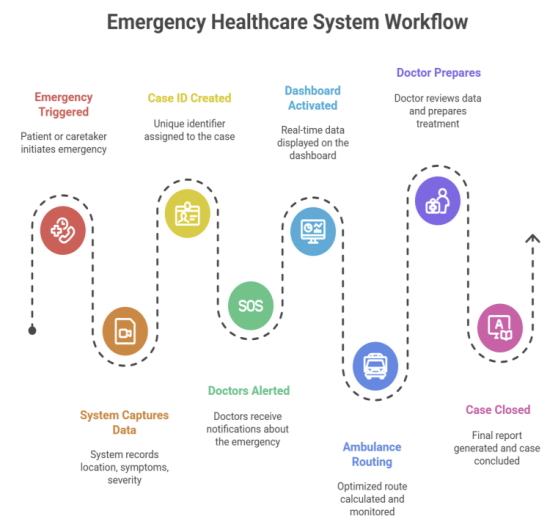 Emergency Healthcare System Workflow
Emergency
Triggered
Patient or caretaker
initiates emergency
System Captures
Data
System records
location, symptoms,
severity
Case ID Created
Unique identifier
assigned to the case
SOS
Doctors Alerted
Doctors receive
notifications about
the emergency
Dashboard
Activated
Real-time data
displayed on the
dashboard
Ambulance
Routing
Optimized route
calculated and
monitored
Doctor Prepares
Doctor reviews data
and prepares
treatment
A
Case Closed
Final report
generated and case
concluded